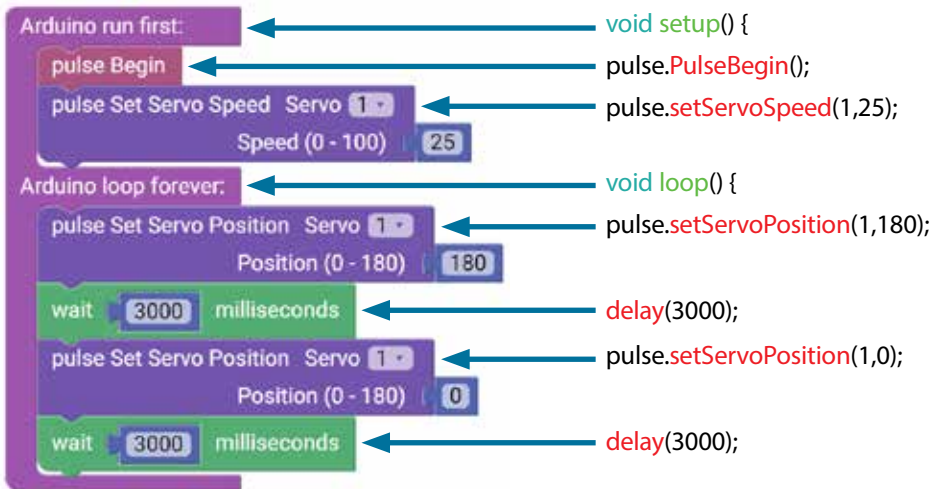 Arduino run first:
void setup() {
pulse Begin
pulse.PulseBegin();
pulse Set Servo Speed Servo 1
pulse.setServoSpeed(1,25);
Speed (0 - 100) 25
Arduino loop forever:
void loop() {
pulse Set Servo Position Servo 1
pulse.setServoPosition(1,180);
Position (0 - 180) 180
wait 3000 milliseconds
delay(3000);
pulse Set Servo Position Servo 1
pulse.setServoPosition(1,0);
Position (0 - 180) 0
wait 3000 milliseconds
delay(3000);